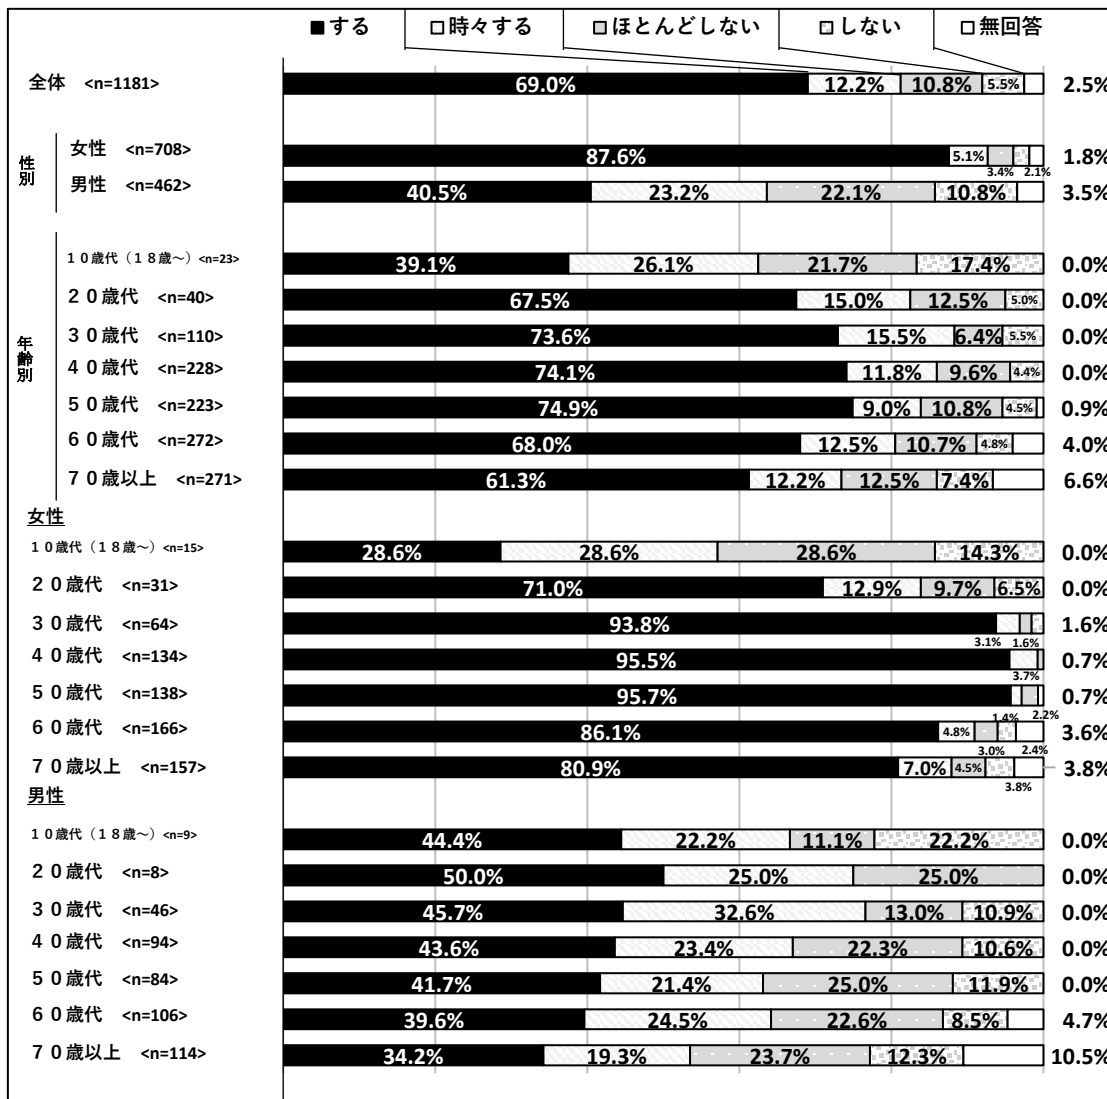 ■する □時々する □ほとんどしない □しない □無回答
全体 <n=1181> 69.0% 12.2% 10.8% 5.5% 2.5%
性別
女性 <n=708> 87.6% 5.1% 3.4% 2.1% 1.8%
男性 <n=462> 40.5% 23.2% 22.1% 10.8% 3.5%
年齢別
10歳代(18歳～) <n=23> 39.1% 26.1% 21.7% 17.4% 0.0%
20歳代 <n=40> 67.5% 15.0% 12.5% 5.0% 0.0%
30歳代 <n=110> 73.6% 15.5% 6.4% 5.5% 0.0%
40歳代 <n=228> 74.1% 11.8% 9.6% 4.4% 0.0%
50歳代 <n=223> 74.9% 9.0% 10.8% 4.5% 0.9%
60歳代 <n=272> 68.0% 12.5% 10.7% 4.8% 4.0%
70歳以上 <n=271> 61.3% 12.2% 12.5% 7.4% 6.6%
女性
10歳代(18歳～) <n=15> 28.6% 28.6% 28.6% 14.3% 0.0%
20歳代 <n=31> 71.0% 12.9% 9.7% 6.5% 0.0%
30歳代 <n=64> 93.8% 3.1% 1.6% 1.6%
40歳代 <n=134> 95.5% 3.7% 0.7%
50歳代 <n=138> 95.7% 1.4% 2.2% 0.7%
60歳代 <n=166> 86.1% 4.8% 3.0% 2.4% 3.6%
70歳以上 <n=157> 80.9% 7.0% 4.5% 3.8% 3.8%
男性
10歳代(18歳～) <n=9> 44.4% 22.2% 11.1% 22.2% 0.0%
20歳代 <n=8> 50.0% 25.0% 25.0% 0.0%
30歳代 <n=46> 45.7% 32.6% 13.0% 10.9% 0.0%
40歳代 <n=94> 43.6% 23.4% 22.3% 10.6% 0.0%
50歳代 <n=84> 41.7% 21.4% 25.0% 11.9% 0.0%
60歳代 <n=106> 39.6% 24.5% 22.6% 8.5% 4.7%
70歳以上 <n=114> 34.2% 19.3% 23.7% 12.3% 10.5%